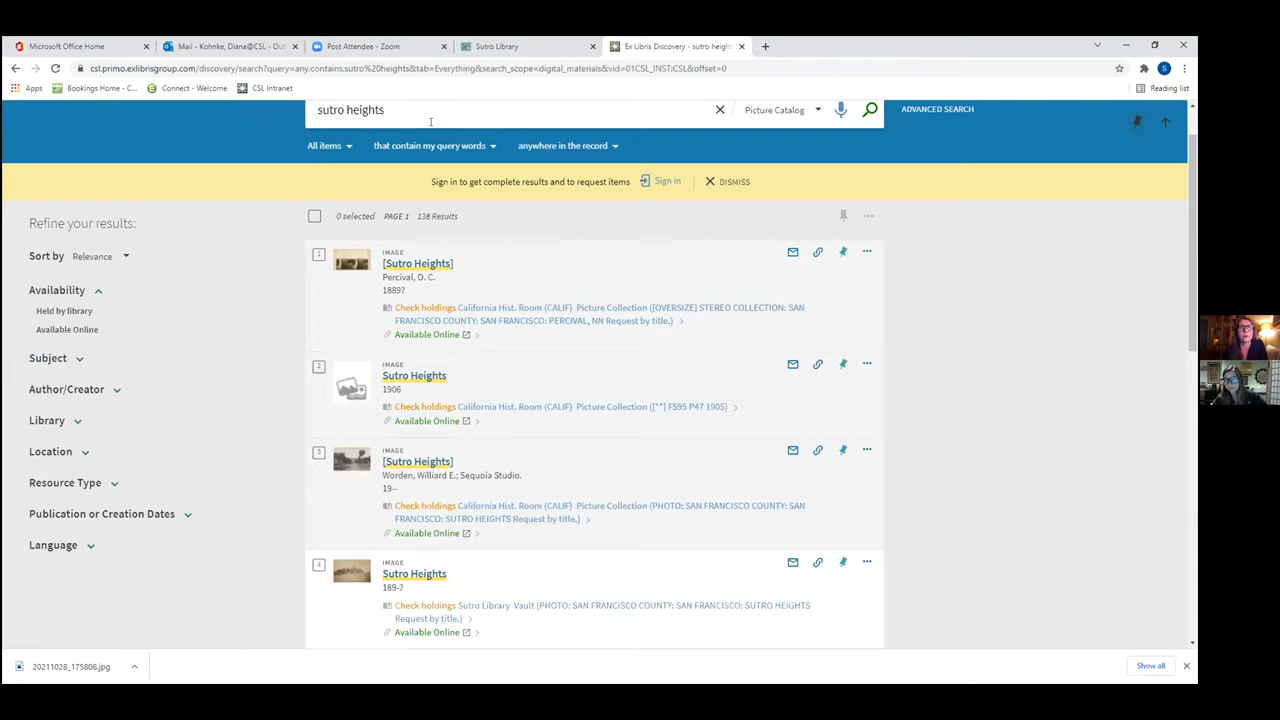 Microsoft Office Home
Mail - Kohnke, Diana@CSL - Out
Post Attendee - Zoom
Sutro Library
Ex Libris Discovery - sutro heights
csl.primo.exlibrisgroup.com/discovery/search?query=any,contains,sutro%20heights&tab=Everything&search_scope=digital_materials&vid=01CSL_INST:CSL&offset=0
Apps
Bookings - Home - C...
Connect - Welcome
CSL Intranet
Reading list
sutro heights
Picture Catalog
ADVANCED SEARCH
All items
that contain my query words
anywhere in the record
Sign in to get complete results and to request items
Sign in
DISMISS
Refine your results:
Sort by Relevance
Availability
Held by library
Available Online
Subject
Author/Creator
Library
Location
Resource Type
Publication or Creation Dates
Language
0 selected PAGE 1 138 Results
1
IMAGE
[Sutro Heights]
Percival, O. C.
1889?
Check holdings California Hist. Room (CALIF) Picture Collection ([OVERSIZE] STEREO COLLECTION: SAN
FRANCISCO COUNTY: SAN FRANCISCO: PERCIVAL, NN Request by title.)
Available Online
2
IMAGE
Sutro Heights
1906
Check holdings California Hist. Room (CALIF) Picture Collection ([**] F595 P47 1905)
Available Online
3
IMAGE
[Sutro Heights]
Worden, Williard E.; Sequoia Studio.
19--
Check holdings California Hist. Room (CALIF) Picture Collection (PHOTO: SAN FRANCISCO COUNTY: SAN
FRANCISCO: SUTRO HEIGHTS Request by title.)
Available Online
4
IMAGE
Sutro Heights
189-?
Check holdings Sutro Library Vault (PHOTO: SAN FRANCISCO COUNTY: SAN FRANCISCO: SUTRO HEIGHTS
Request by title.)
Available Online
20211028_175808.jpg
Show all